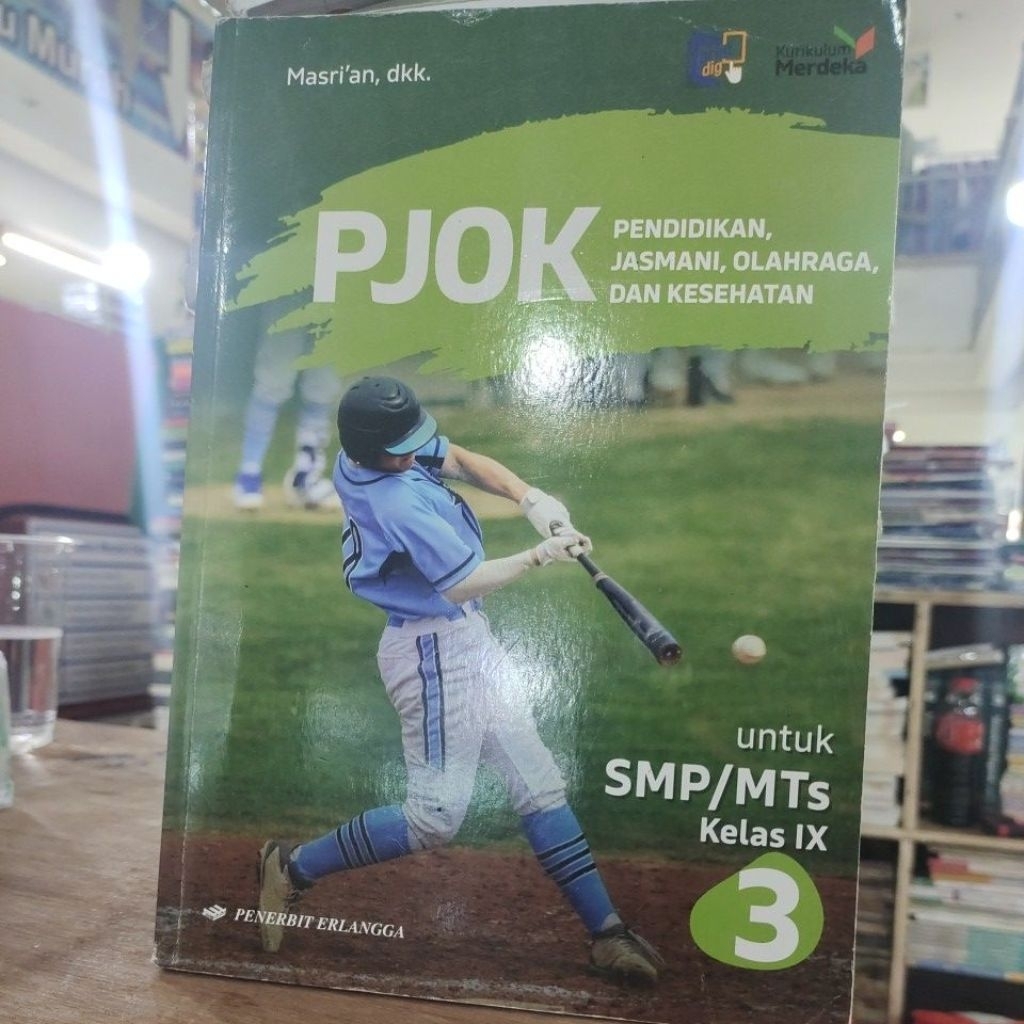 Masri'an, dkk.
dig
Kurikulum
Merdeka
PJOK
PENDIDIKAN,
JASMANI, OLAHRAGA,
DAN KESEHATAN
untuk
SMP/MTs
Kelas IX
3
PENERBIT ERLANGGA